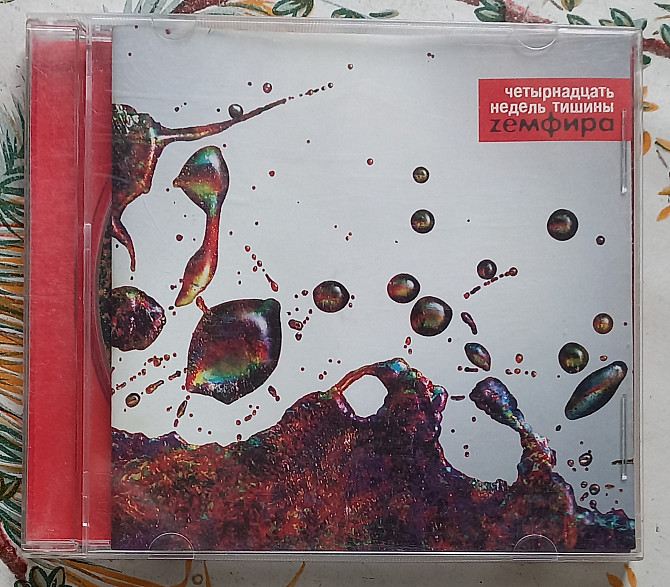 четырнадцать
недель тишины
zемфира